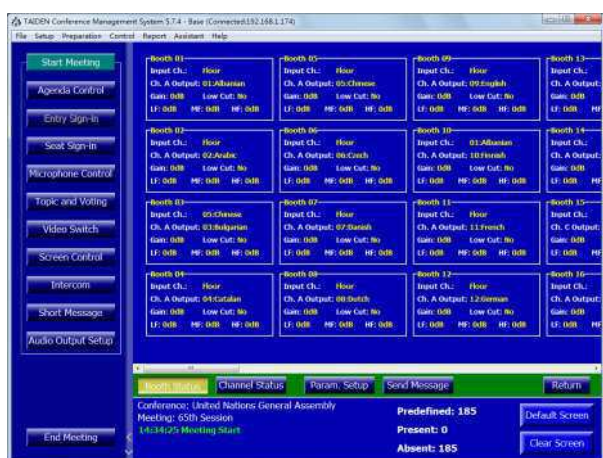 TAIDEN Conference Management System 5.7.4 - Base (Connected:192.168.1.174)
File Setup Preparation Control Report Assistant Help
Start Meeting
Agenda Control
Entry Sign-in
Seat Sign-in
Microphone Control
Topic and Voting
Video Switch
Screen Control
Intercom
Short Message
Audio Output Setup
End Meeting
Booth 01
Input Ch.: Floor
Ch. A Output: 01:Albanian
Gain: 0dB Low Cut: No
LF: 0dB MF: 0dB HF: 0dB
Booth 05
Input Ch.: Floor
Ch. A Output: 05:Chinese
Gain: 0dB Low Cut: No
LF: 0dB MF: 0dB HF: 0dB
Booth 09
Input Ch.: Floor
Ch. A Output: 09:English
Gain: 0dB Low Cut: No
LF: 0dB MF: 0dB HF: 0dB
Booth 13
Input Ch.:
Ch. A Output:
Gain: 0dB
LF: 0dB MF
Booth 02
Input Ch.: Floor
Ch. A Output: 02:Arabic
Gain: 0dB Low Cut: No
LF: 0dB MF: 0dB HF: 0dB
Booth 06
Input Ch.: Floor
Ch. A Output: 06:Czech
Gain: 0dB Low Cut: No
LF: 0dB MF: 0dB HF: 0dB
Booth 10
Input Ch.: 01:Albanian
Ch. A Output: 10:Finnish
Gain: 0dB Low Cut: No
LF: 0dB MF: 0dB HF: 0dB
Booth 14
Input Ch.:
Ch. A Output:
Gain: 0dB
LF: 0dB MF
Booth 03
Input Ch.: 05:Chinese
Ch. A Output: 03:Bulgarian
Gain: 0dB Low Cut: No
LF: 0dB MF: 0dB HF: 0dB
Booth 07
Input Ch.: Floor
Ch. A Output: 07:Danish
Gain: 0dB Low Cut: No
LF: 0dB MF: 0dB HF: 0dB
Booth 11
Input Ch.: Floor
Ch. A Output: 11:French
Gain: 0dB Low Cut: No
LF: 0dB MF: 0dB HF: 0dB
Booth 15
Input Ch.:
Ch. C Output:
Gain: 0dB
LF: 0dB MF
Booth 04
Input Ch.: Floor
Ch. A Output: 04:Catalan
Gain: 0dB Low Cut: No
LF: 0dB MF: 0dB HF: 0dB
Booth 08
Input Ch.: Floor
Ch. A Output: 08:Dutch
Gain: 0dB Low Cut: No
LF: 0dB MF: 0dB HF: 0dB
Booth 12
Input Ch.: Floor
Ch. A Output: 12:German
Gain: 0dB Low Cut: No
LF: 0dB MF: 0dB HF: 0dB
Booth 16
Input Ch.:
Ch. A Output:
Gain: 0dB
LF: 0dB MF
Booth Status Channel Status Param. Setup Send Message Return
Conference: United Nations General Assembly
Meeting: 65th Session
14:34:25 Meeting Start
Predefined: 185
Present: 0
Absent: 185
Default Screen
Clear Screen